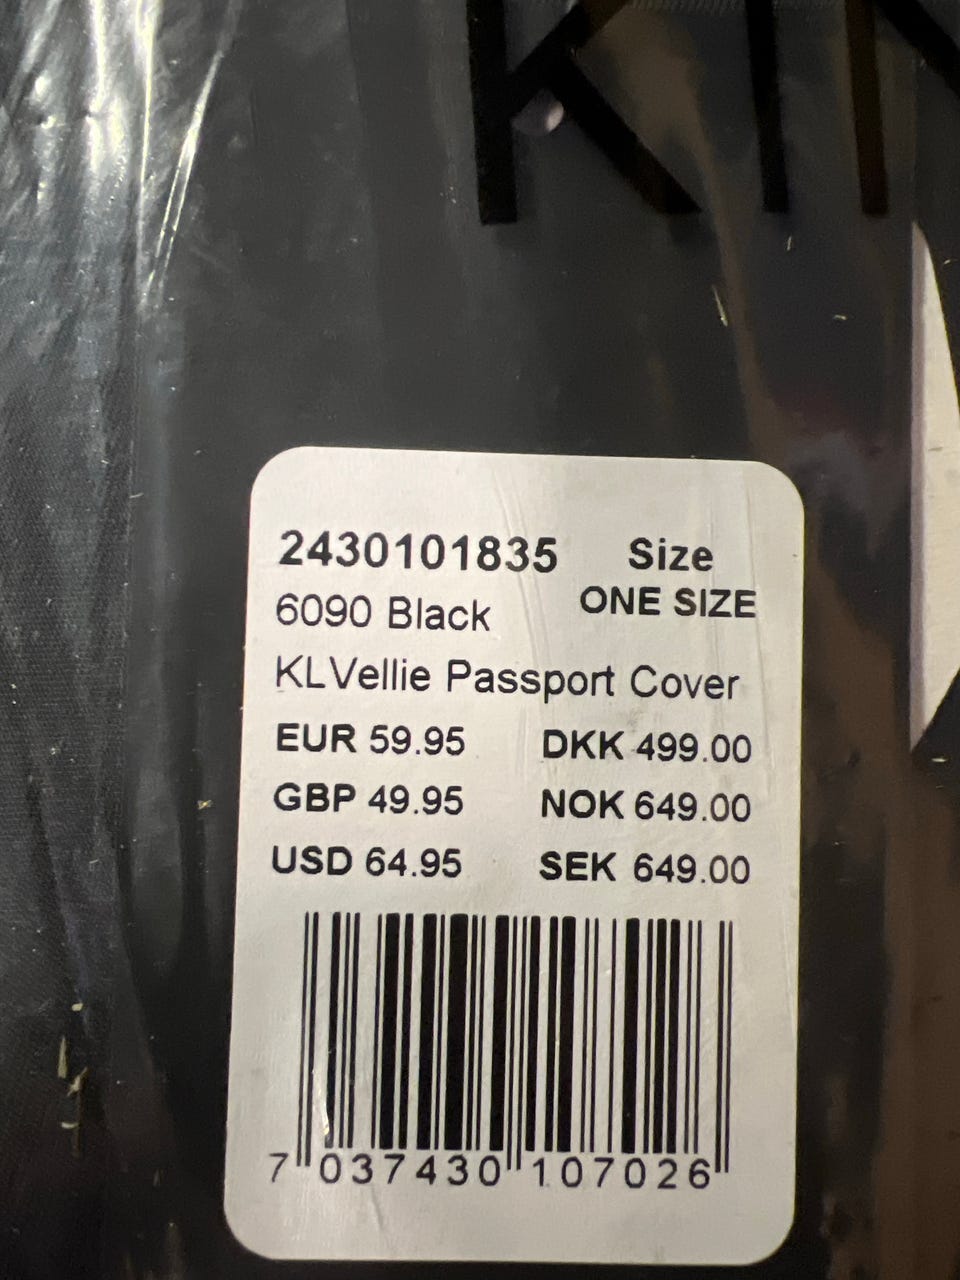 KIN
2430101835 Size
6090 Black ONE SIZE
KLVellie Passport Cover
EUR 59.95 DKK 499.00
GBP 49.95 NOK 649.00
USD 64.95 SEK 649.00
7 037430 107026